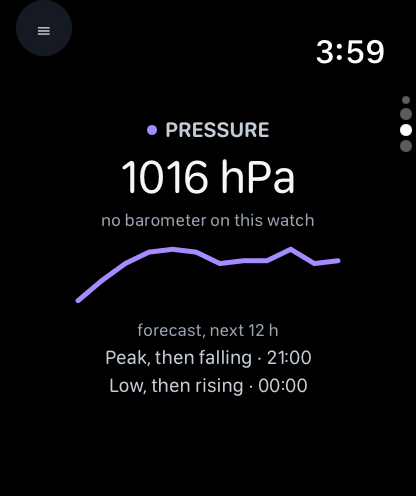 3:59
PRESSURE
1016 hPa
no barometer on this watch
forecast, next 12 h
Peak, then falling · 21:00
Low, then rising · 00:00